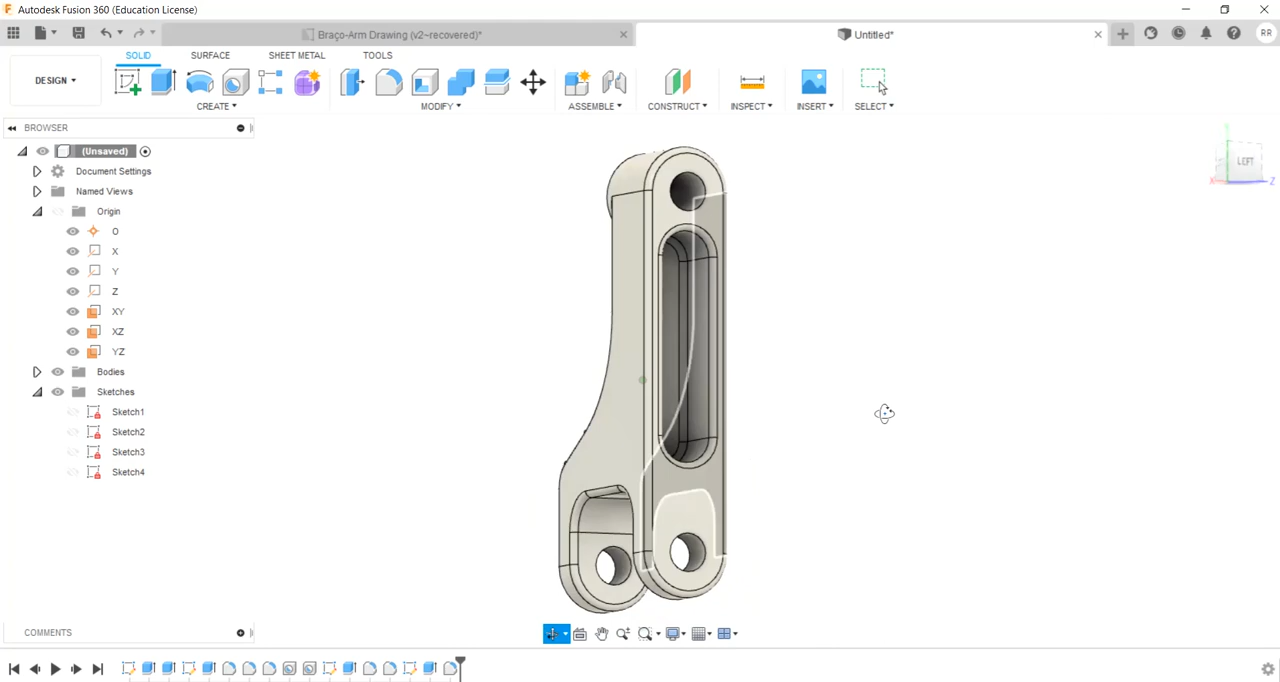 Autodesk Fusion 360 (Education License)
Braço-Arm Drawing (v2~recovered)*
Untitled*
RR
SOLID SURFACE SHEET METAL TOOLS
DESIGN
CREATE MODIFY ASSEMBLE CONSTRUCT INSPECT INSERT SELECT
BROWSER
(Unsaved)
Document Settings
Named Views
Origin
O
X
Y
Z
XY
XZ
YZ
Bodies
Sketches
Sketch1
Sketch2
Sketch3
Sketch4
LEFT
X
Z
COMMENTS